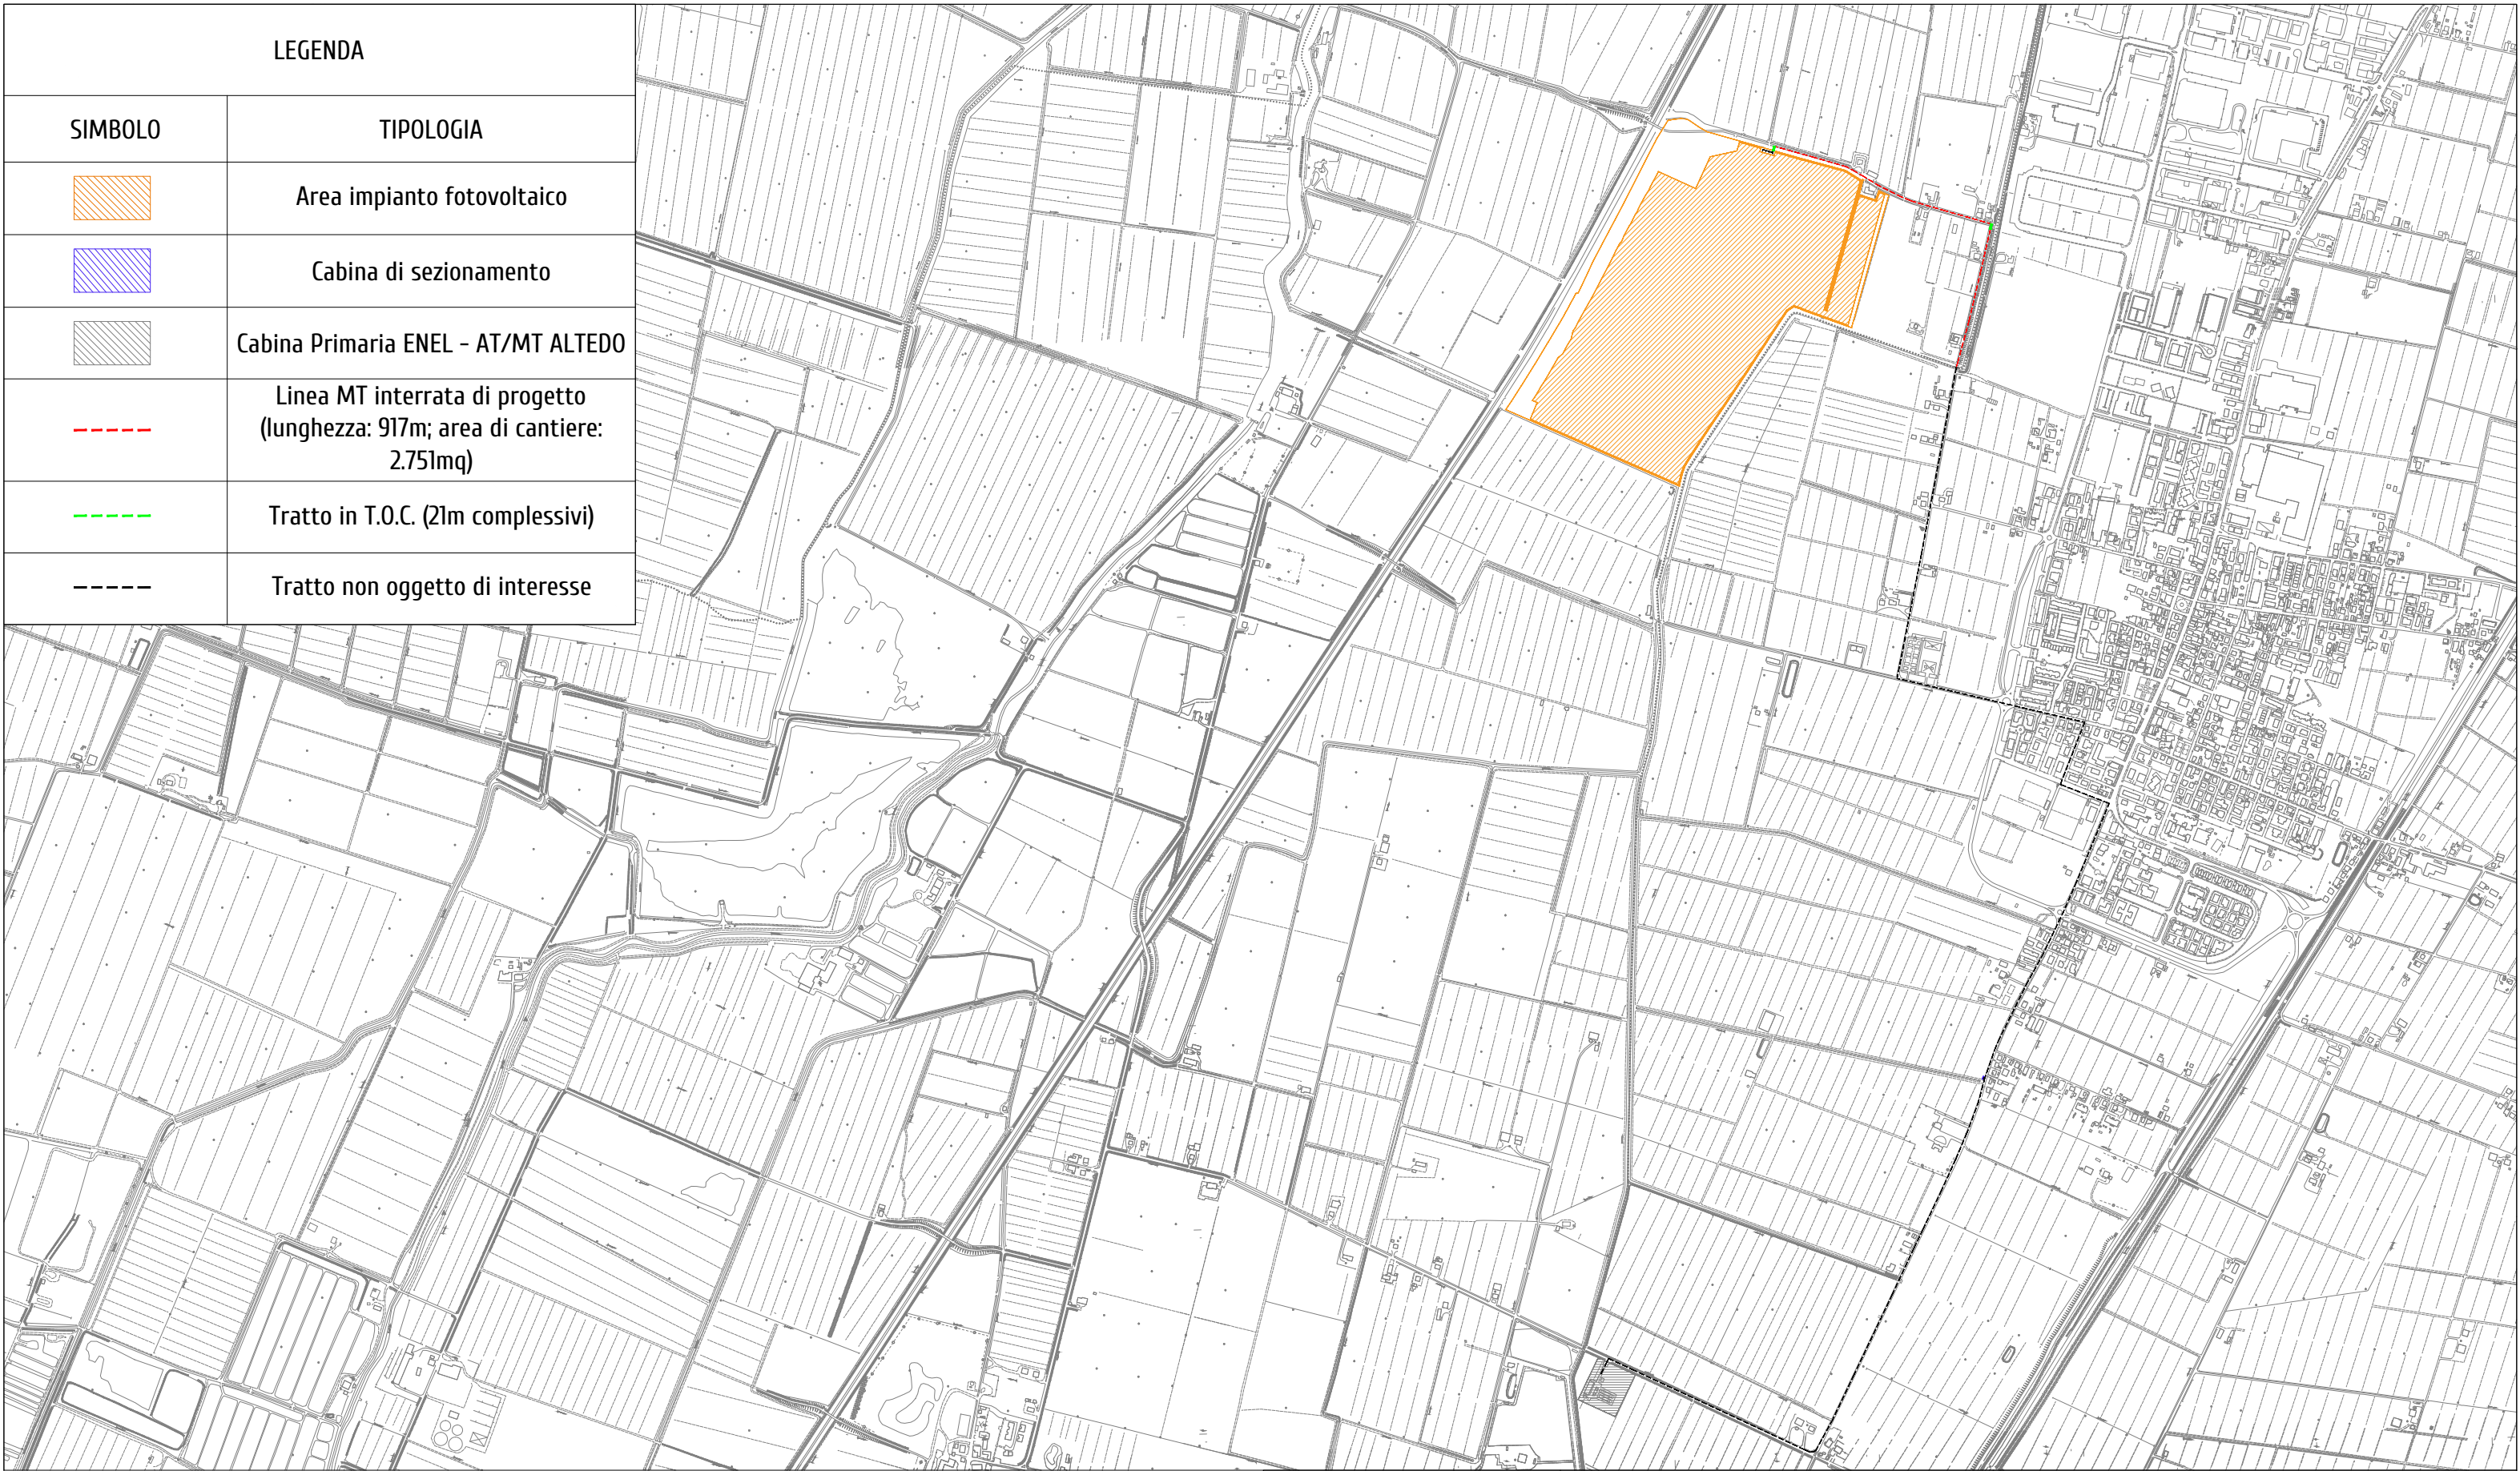 LEGENDA
SIMBOLO
TIPOLOGIA
Area impianto fotovoltaico
Cabina di sezionamento
Cabina Primaria ENEL - AT/MT ALTEDO
Linea MT interrata di progetto
(lunghezza: 917m; area di cantiere:
2.751mq)
Tratto in T.O.C. (21m complessivi)
Tratto non oggetto di interesse